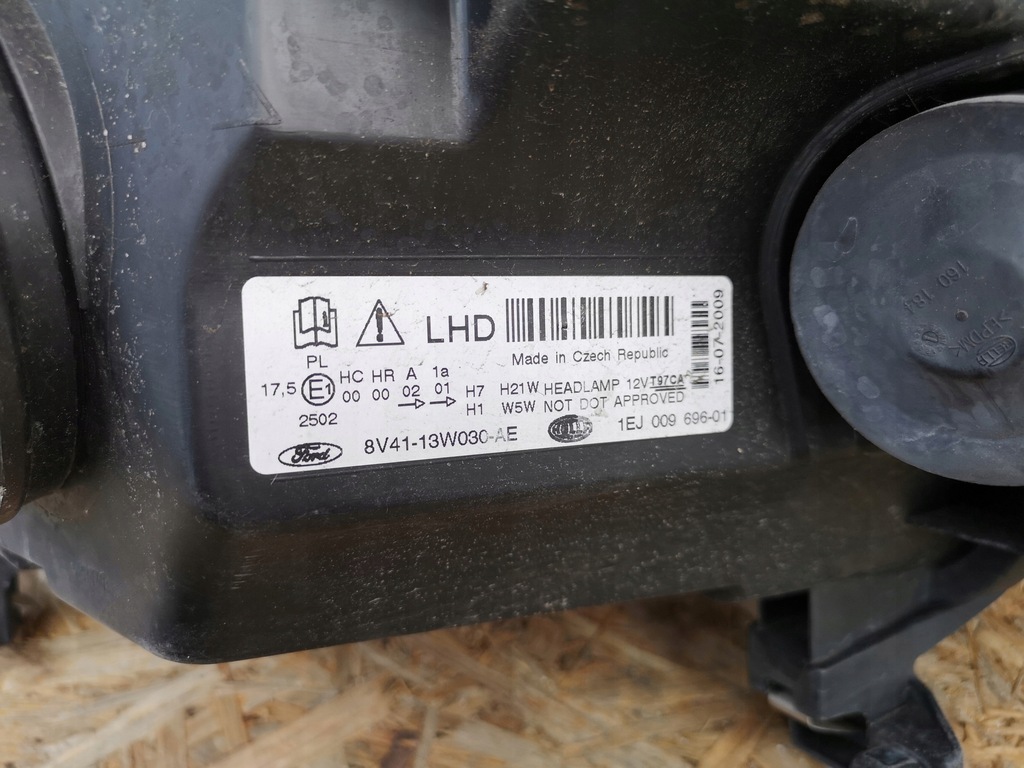 LHD
Made in Czech Republic
16-07-2009
PL
17,5 E1 HC HR A 1a
00 00 02 01
H7 H21W HEADLAMP 12V T97CA
H1 W5W NOT DOT APPROVED
2502
Ford 8V41-13W030-AE HELLA 1EJ 009 696-01
160 184